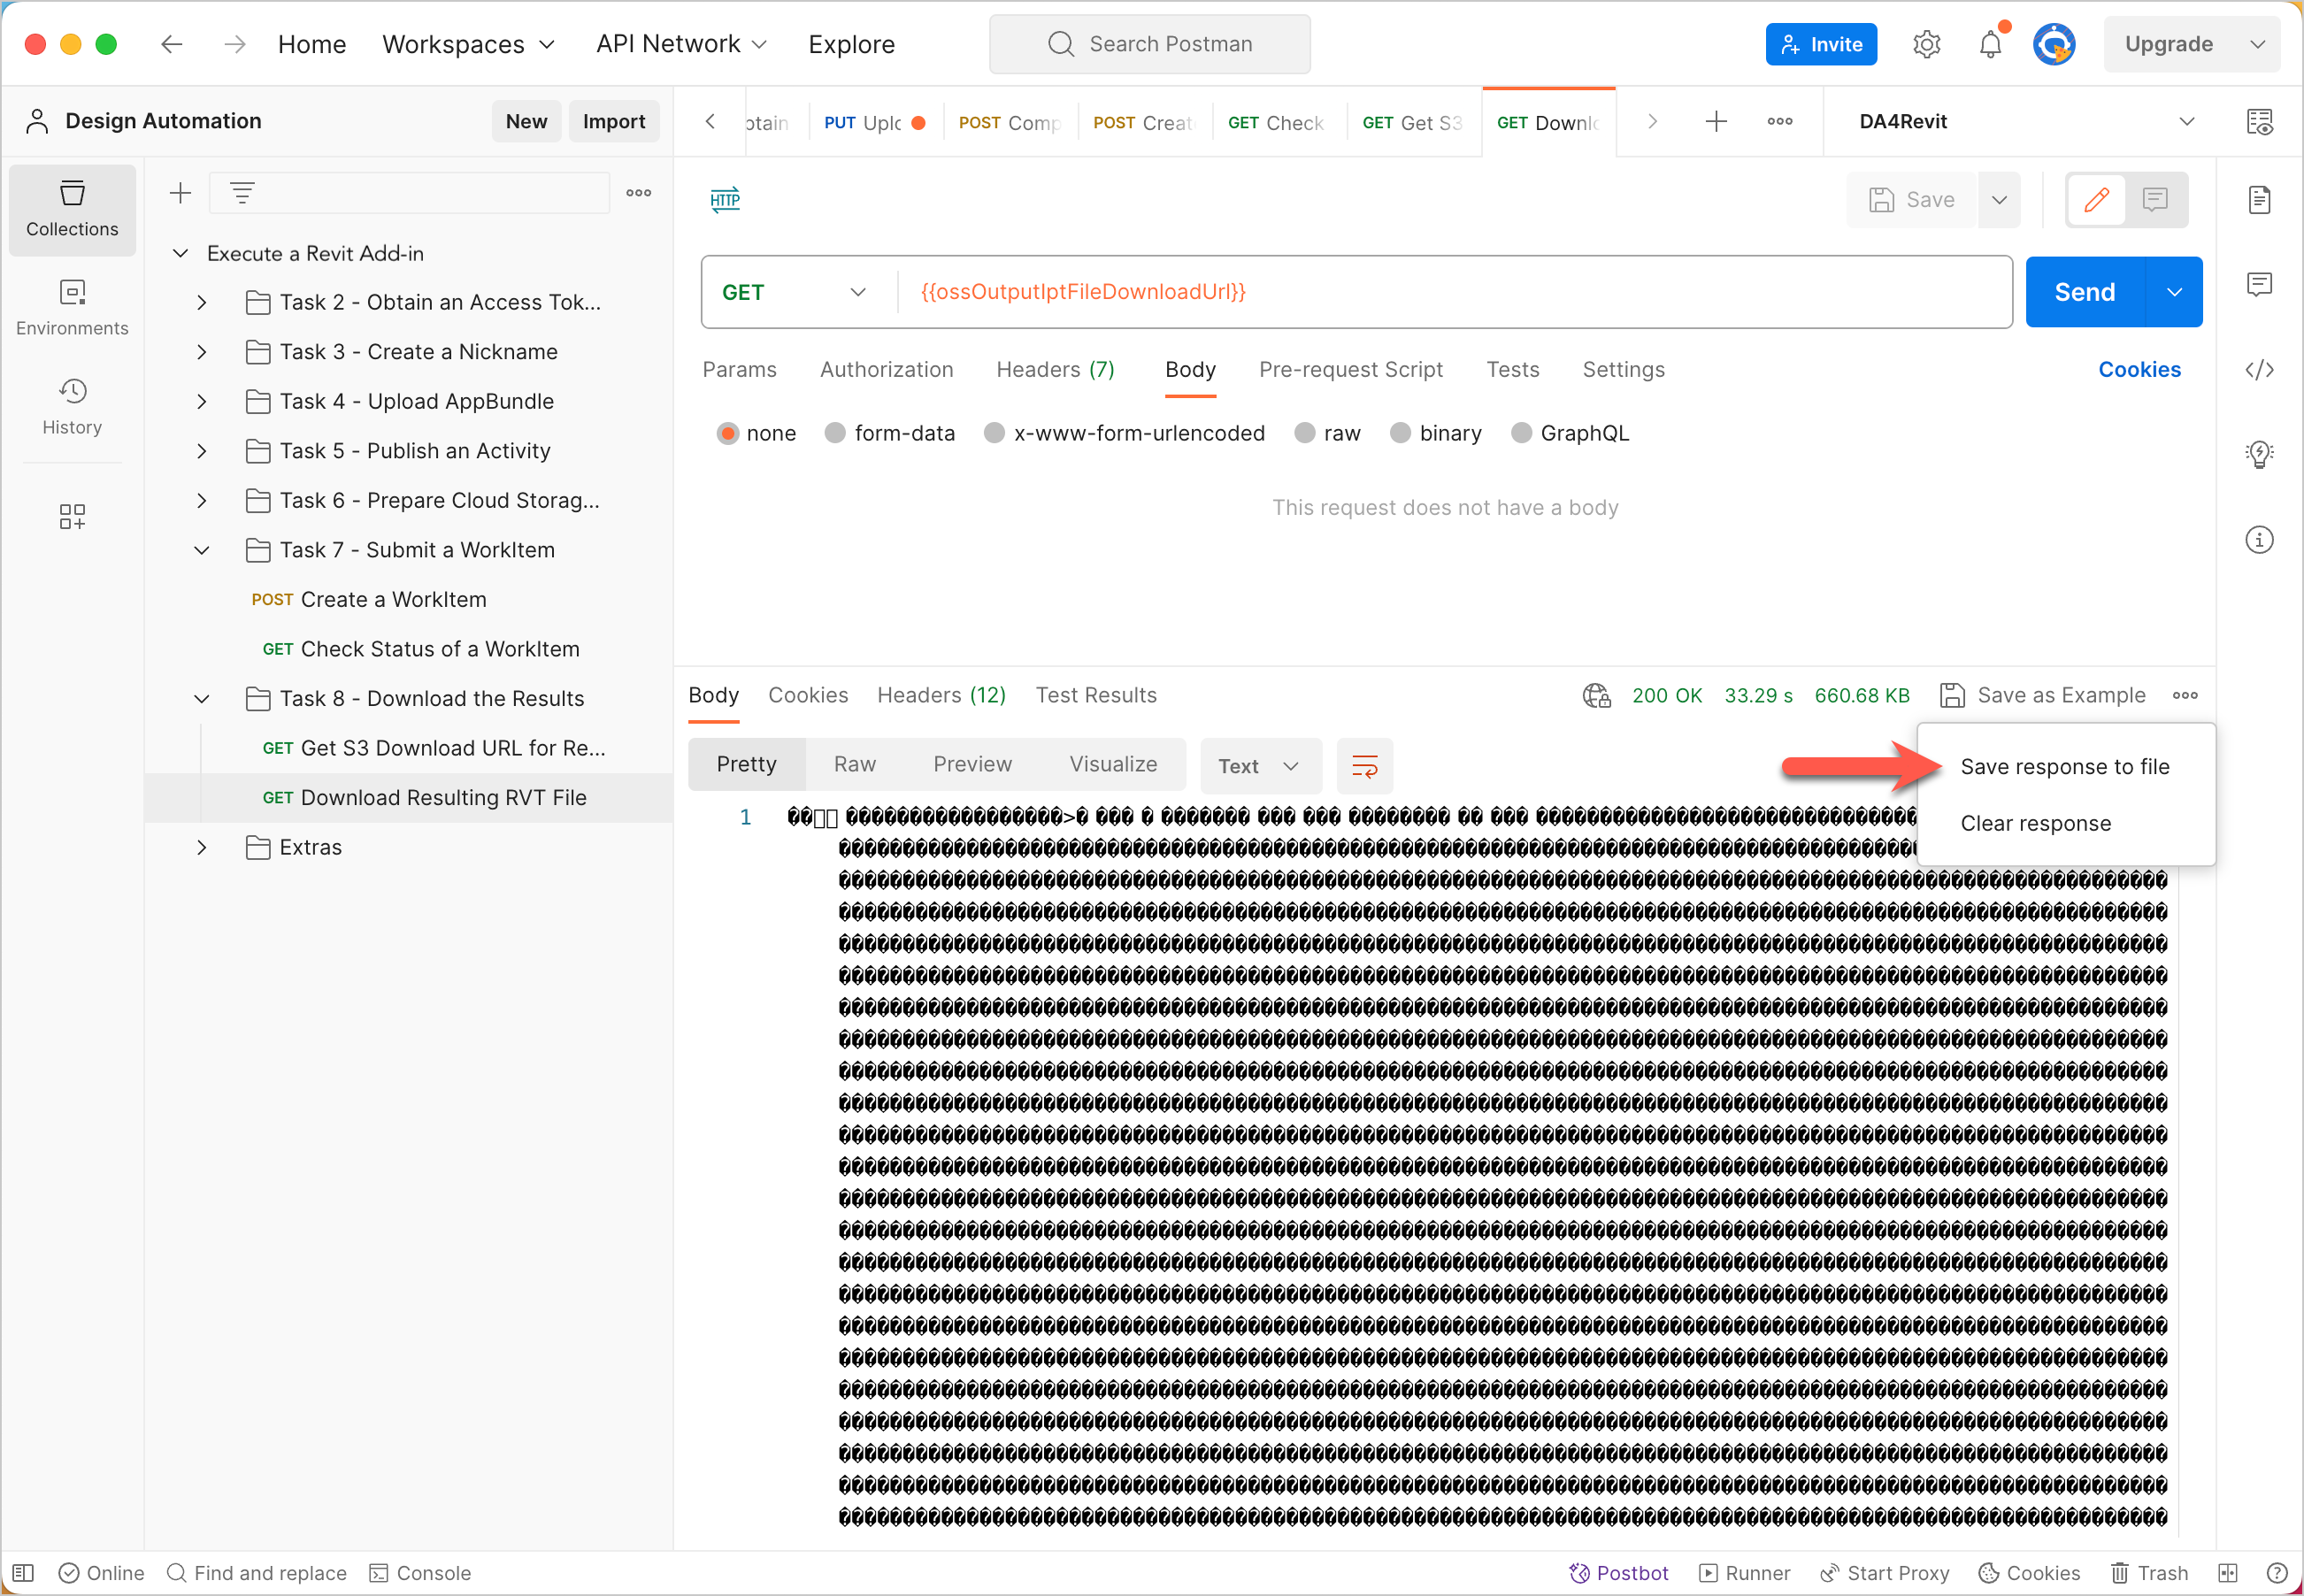 Home
Workspaces
API Network
Explore
Search Postman
Invite
Upgrade
Design Automation
New
Import
PUT Uplo
POST Comp
POST Creat
GET Check
GET Get S3
GET Downlo
DA4Revit
Collections
Environments
History
Execute a Revit Add-in
Task 2 - Obtain an Access Tok...
Task 3 - Create a Nickname
Task 4 - Upload AppBundle
Task 5 - Publish an Activity
Task 6 - Prepare Cloud Storag...
Task 7 - Submit a WorkItem
POST Create a WorkItem
GET Check Status of a WorkItem
Task 8 - Download the Results
GET Get S3 Download URL for Re...
GET Download Resulting RVT File
Extras
HTTP
Save
GET
{{ossOutputIptFileDownloadUrl}}
Send
Params
Authorization
Headers (7)
Body
Pre-request Script
Tests
Settings
Cookies
none
form-data
x-www-form-urlencoded
raw
binary
GraphQL
This request does not have a body
Body
Cookies
Headers (12)
Test Results
200 OK
33.29 s
660.68 KB
Save as Example
Save response to file
Clear response
Pretty
Raw
Preview
Visualize
Text
1
Online
Find and replace
Console
Postbot
Runner
Start Proxy
Cookies
Trash